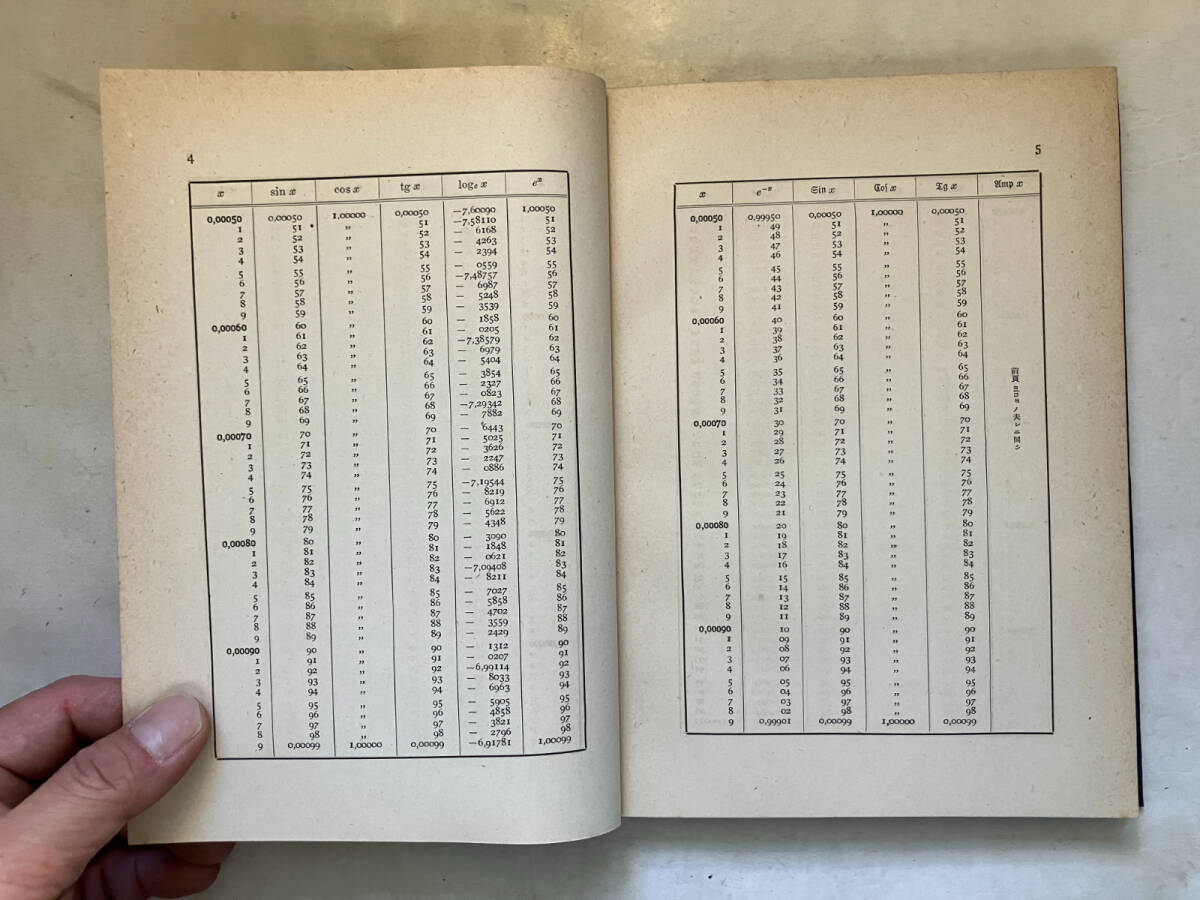 4
x sin x cos x tg x logₑ x eˣ
0,00050 0,00050 1,00000 0,00050 —7,60090 1,00050
1 51 „ 51 —7,58110 51
2 52 „ 52 — 6168 52
3 53 „ 53 — 4263 53
4 54 „ 54 — 2394 54
5 55 „ 55 — 0559 55
6 56 „ 56 —7,48757 56
7 57 „ 57 — 6987 57
8 58 „ 58 — 5248 58
9 59 „ 59 — 3539 59
0,00060 60 „ 60 — 1858 60
1 61 „ 61 — 0205 61
2 62 „ 62 —7,38579 62
3 63 „ 63 — 6979 63
4 64 „ 64 — 5404 64
5 65 „ 65 — 3854 65
6 66 „ 66 — 2327 66
7 67 „ 67 — 0823 67
8 68 „ 68 —7,29342 68
9 69 „ 69 — 7882 69
0,00070 70 „ 70 — 6443 70
1 71 „ 71 — 5025 71
2 72 „ 72 — 3626 72
3 73 „ 73 — 2247 73
4 74 „ 74 — 0886 74
5 75 „ 75 —7,19544 75
6 76 „ 76 — 8219 76
7 77 „ 77 — 6912 77
8 78 „ 78 — 5622 78
9 79 „ 79 — 4348 79
0,00080 80 „ 80 — 3090 80
1 81 „ 81 — 1848 81
2 82 „ 82 — 0621 82
3 83 „ 83 —7,09408 83
4 84 „ 84 — 8211 84
5 85 „ 85 — 7027 85
6 86 „ 86 — 5858 86
7 87 „ 87 — 4702 87
8 88 „ 88 — 3559 88
9 89 „ 89 — 2429 89
0,00090 90 „ 90 — 1312 90
1 91 „ 91 — 0207 91
2 92 „ 92 —6,99114 92
3 93 „ 93 — 8033 93
4 94 „ 94 — 6963 94
5 95 „ 95 — 5905 95
6 96 „ 96 — 4858 96
7 97 „ 97 — 3821 97
8 98 „ 98 — 2796 98
9 0,00099 1,00000 0,00099 —6,91781 1,00099
5
x e⁻ˣ Sin x Cof x Tg x Amp x
0,00050 0,99950 0,00050 1,00000 0,00050
1 49 51 „ 51
2 48 52 „ 52
3 47 53 „ 53
4 46 54 „ 54
5 45 55 „ 55
6 44 56 „ 56
7 43 57 „ 57
8 42 58 „ 58
9 41 59 „ 59
0,00060 40 60 „ 60
1 39 61 „ 61
2 38 62 „ 62
3 37 63 „ 63
4 36 64 „ 64
5 35 65 „ 65
6 34 66 „ 66
7 33 67 „ 67
8 32 68 „ 68
9 31 69 „ 69
0,00070 30 70 „ 70
1 29 71 „ 71
2 28 72 „ 72
3 27 73 „ 73
4 26 74 „ 74
5 25 75 „ 75
6 24 76 „ 76
7 23 77 „ 77
8 22 78 „ 78
9 21 79 „ 79
0,00080 20 80 „ 80
1 19 81 „ 81
2 18 82 „ 82
3 17 83 „ 83
4 16 84 „ 84
5 15 85 „ 85
6 14 86 „ 86
7 13 87 „ 87
8 12 88 „ 88
9 11 89 „ 89
0,00090 10 90 „ 90
1 09 91 „ 91
2 08 92 „ 92
3 07 93 „ 93
4 06 94 „ 94
5 05 95 „ 95
6 04 96 „ 96
7 03 97 „ 97
8 02 98 „ 98
9 0,99901 0,00099 1,00000 0,00099
前頁